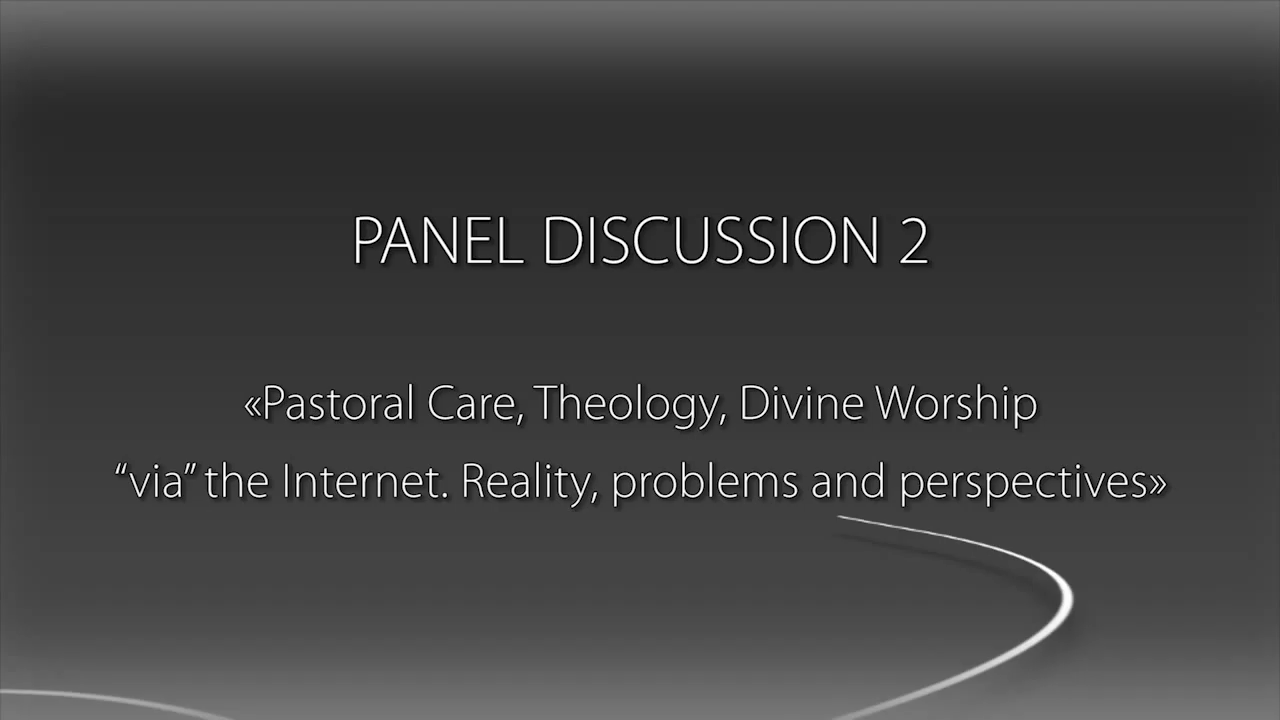 PANEL DISCUSSION 2
«Pastoral Care, Theology, Divine Worship
“via” the Internet. Reality, problems and perspectives»